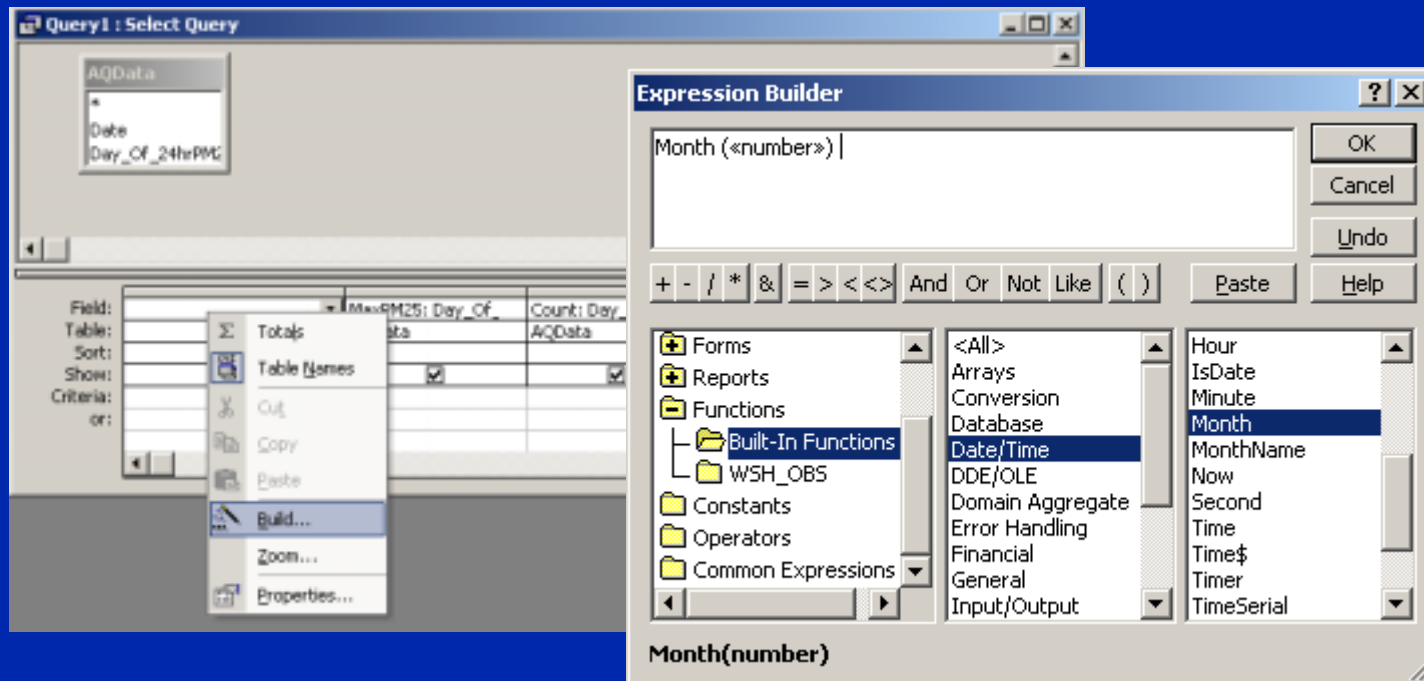 Query1 : Select Query
AQData
*
Date
Day_Of_24hrPM2
Field:
MaxPM25: Day_Of_
Count: Day_
Table:
ata
AQData
Sort:
Show:
Criteria:
or:
Σ Totals
Table Names
Cut
Copy
Paste
Build...
Zoom...
Properties...
Expression Builder
Month («number»)
OK
Cancel
Undo
+ - / * & = > < <> And Or Not Like ( ) Paste Help
Forms
Reports
Functions
Built-In Functions
WSH_OBS
Constants
Operators
Common Expressions
<All>
Arrays
Conversion
Database
Date/Time
DDE/OLE
Domain Aggregate
Error Handling
Financial
General
Input/Output
Hour
IsDate
Minute
Month
MonthName
Now
Second
Time
Time$
Timer
TimeSerial
Month(number)